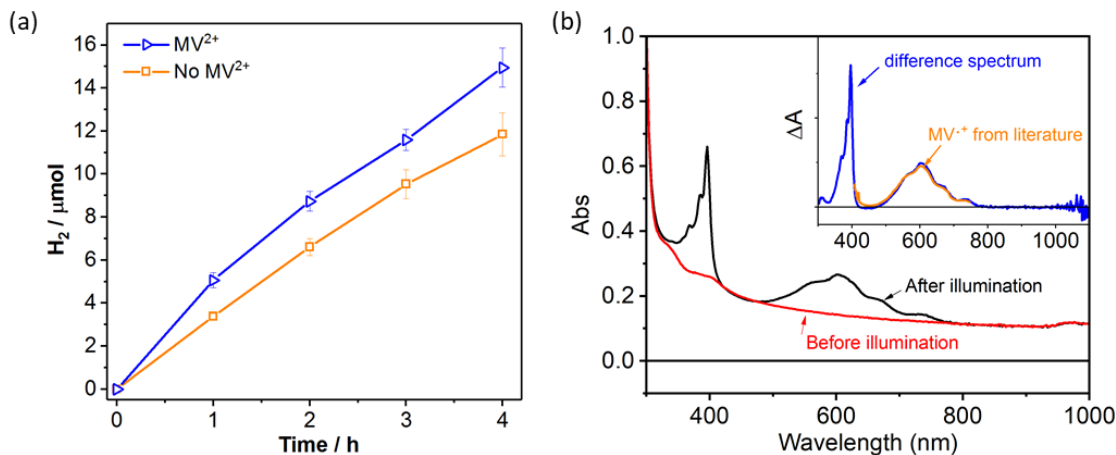 (a)
MV²⁺
No MV²⁺
H₂ / μmol
16
14
12
10
8
6
4
2
0
0 1 2 3 4
Time / h
(b)
Abs
1.0
0.8
0.6
0.4
0.2
0.0
400 600 800 1000
Wavelength (nm)
After illumination
Before illumination
difference spectrum
MV·⁺ from literature
ΔA
400 600 800 1000